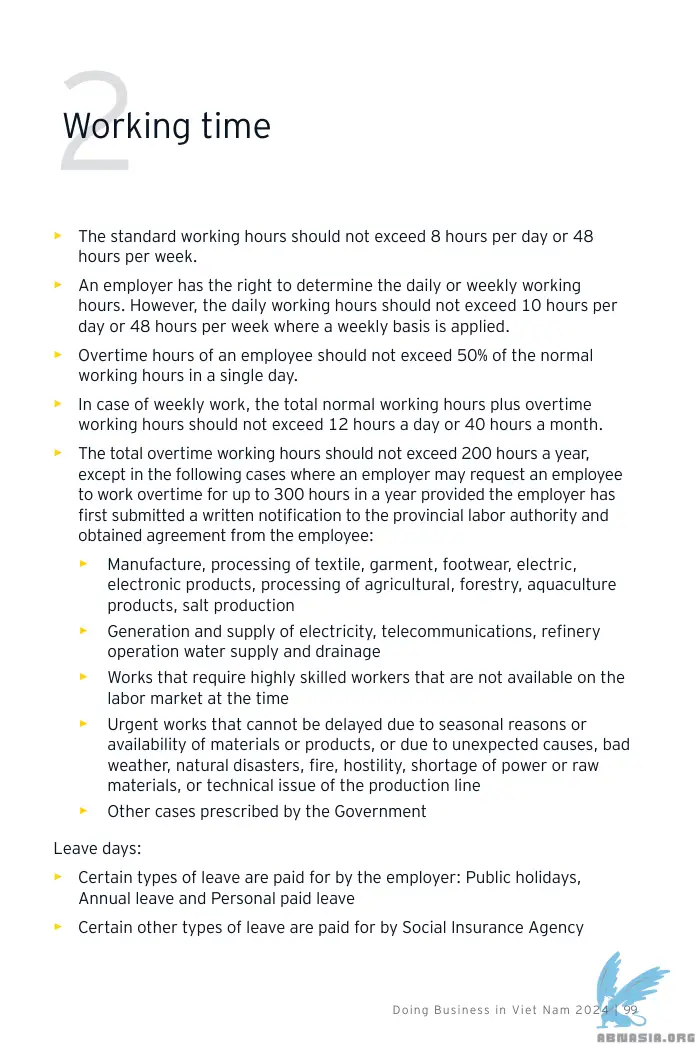 2
Working time
► The standard working hours should not exceed 8 hours per day or 48
hours per week.
► An employer has the right to determine the daily or weekly working
hours. However, the daily working hours should not exceed 10 hours per
day or 48 hours per week where a weekly basis is applied.
► Overtime hours of an employee should not exceed 50% of the normal
working hours in a single day.
► In case of weekly work, the total normal working hours plus overtime
working hours should not exceed 12 hours a day or 40 hours a month.
► The total overtime working hours should not exceed 200 hours a year,
except in the following cases where an employer may request an employee
to work overtime for up to 300 hours in a year provided the employer has
first submitted a written notification to the provincial labor authority and
obtained agreement from the employee:
► Manufacture, processing of textile, garment, footwear, electric,
electronic products, processing of agricultural, forestry, aquaculture
products, salt production
► Generation and supply of electricity, telecommunications, refinery
operation water supply and drainage
► Works that require highly skilled workers that are not available on the
labor market at the time
► Urgent works that cannot be delayed due to seasonal reasons or
availability of materials or products, or due to unexpected causes, bad
weather, natural disasters, fire, hostility, shortage of power or raw
materials, or technical issue of the production line
► Other cases prescribed by the Government
Leave days:
► Certain types of leave are paid for by the employer: Public holidays,
Annual leave and Personal paid leave
► Certain other types of leave are paid for by Social Insurance Agency
Doing Business in Viet Nam 2024 | 99
ABNASIA.ORG